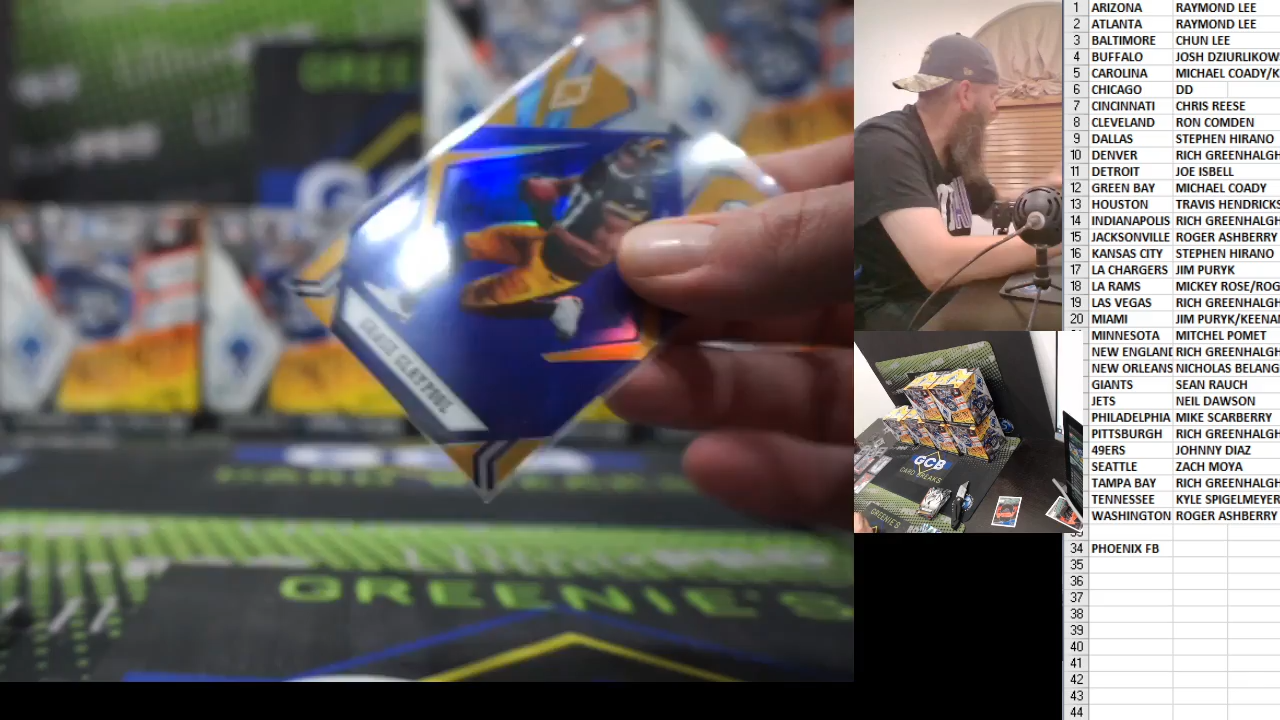 CHASE CLAYPOOL
GREENIE'S
GCB
CARD BREAKS
GREENIE'S
1 ARIZONA RAYMOND LEE
2 ATLANTA RAYMOND LEE
3 BALTIMORE CHUN LEE
4 BUFFALO JOSH DZIURLIKOW
5 CAROLINA MICHAEL COADY/K
6 CHICAGO DD
7 CINCINNATI CHRIS REESE
8 CLEVELAND RON COMDEN
9 DALLAS STEPHEN HIRANO
10 DENVER RICH GREENHALGH
11 DETROIT JOE ISBELL
12 GREEN BAY MICHAEL COADY
13 HOUSTON TRAVIS HENDRICKS
14 INDIANAPOLIS RICH GREENHALGH
15 JACKSONVILLE ROGER ASHBERRY
16 KANSAS CITY STEPHEN HIRANO
17 LA CHARGERS JIM PURYK
18 LA RAMS MICKEY ROSE/ROG
19 LAS VEGAS RICH GREENHALGH
20 MIAMI JIM PURYK/KEENAN
MINNESOTA MITCHEL POMET
NEW ENGLAND RICH GREENHALGH
NEW ORLEANS NICHOLAS BELANG
GIANTS SEAN RAUCH
JETS NEIL DAWSON
PHILADELPHIA MIKE SCARBERRY
PITTSBURGH RICH GREENHALGH
49ERS JOHNNY DIAZ
SEATTLE ZACH MOYA
TAMPA BAY RICH GREENHALGH
TENNESSEE KYLE SPIGELMEYER
WASHINGTON ROGER ASHBERRY
34 PHOENIX FB
35
36
37
38
39
40
41
42
43
44